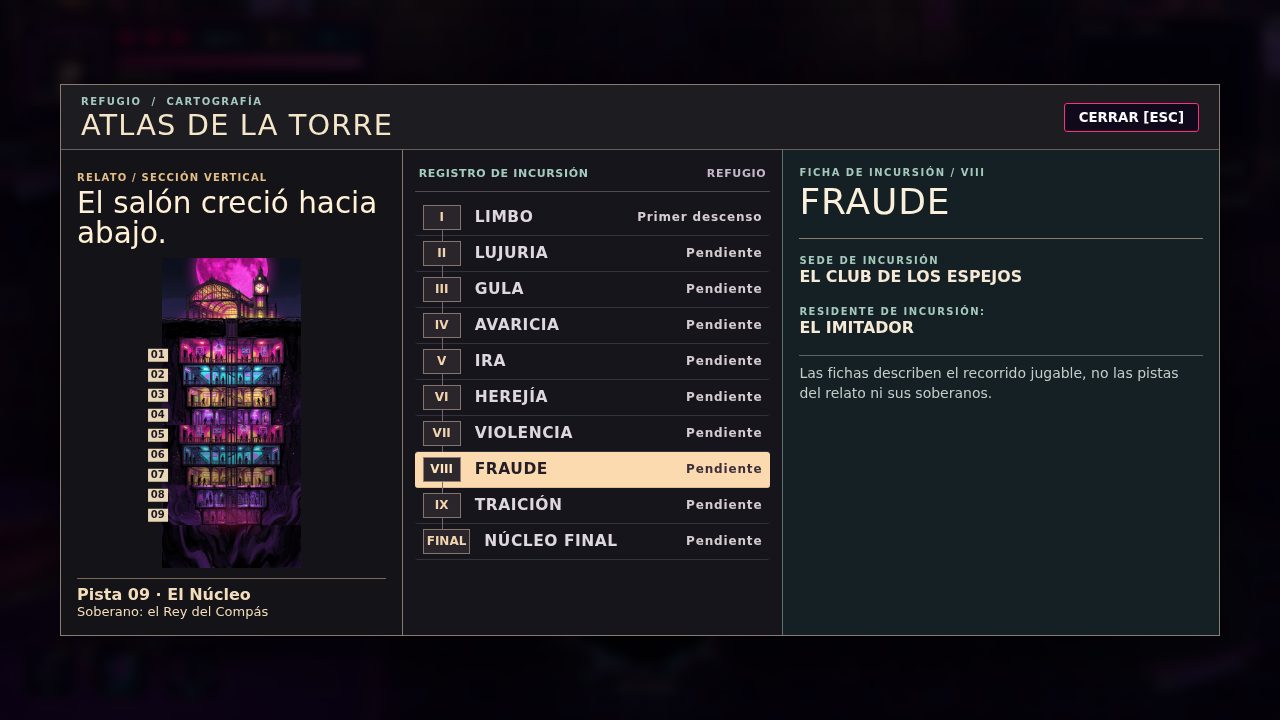 REFUGIO / CARTOGRAFÍA
ATLAS DE LA TORRE
CERRAR [ESC]
RELATO / SECCIÓN VERTICAL
El salón creció hacia
abajo.
01
02
03
04
05
06
07
08
09
Pista 09 · El Núcleo
Soberano: el Rey del Compás
REGISTRO DE INCURSIÓN REFUGIO
I LIMBO Primer descenso
II LUJURIA Pendiente
III GULA Pendiente
IV AVARICIA Pendiente
V IRA Pendiente
VI HEREJÍA Pendiente
VII VIOLENCIA Pendiente
VIII FRAUDE Pendiente
IX TRAICIÓN Pendiente
FINAL NÚCLEO FINAL Pendiente
FICHA DE INCURSIÓN / VIII
FRAUDE
SEDE DE INCURSIÓN
EL CLUB DE LOS ESPEJOS
RESIDENTE DE INCURSIÓN:
EL IMITADOR
Las fichas describen el recorrido jugable, no las pistas
del relato ni sus soberanos.